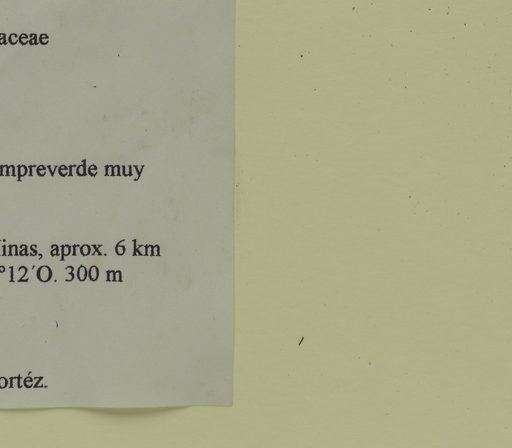 aceae
mpreverde muy
inas, aprox. 6 km
°12´O. 300 m
ortéz.